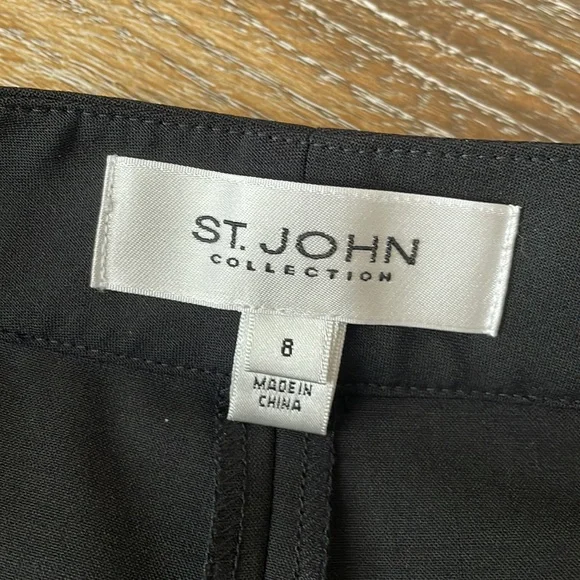 ST. JOHN
COLLECTION
8
MADE IN
CHINA